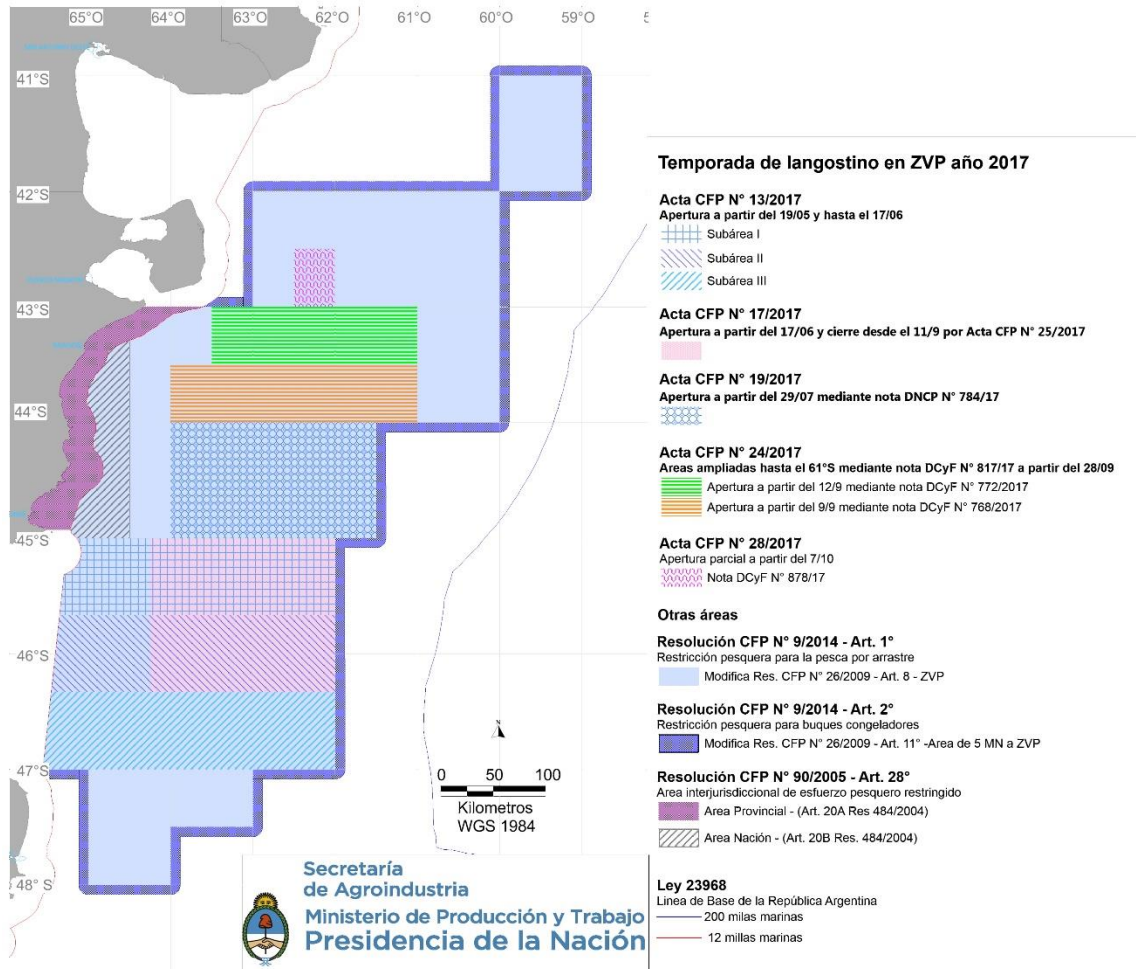 65°O 64°O 63°O 62°O 61°O 60°O 59°O
41°S
42°S
43°S
44°S
45°S
46°S
47°S
48°S
N
0 50 100
Kilometros
WGS 1984
Secretaría
de Agroindustria
Ministerio de Producción y Trabajo
Presidencia de la Nación
Temporada de langostino en ZVP año 2017
Acta CFP N° 13/2017
Apertura a partir del 19/05 y hasta el 17/06
Subárea I
Subárea II
Subárea III
Acta CFP N° 17/2017
Apertura a partir del 17/06 y cierre desde el 11/9 por Acta CFP N° 25/2017
Acta CFP N° 19/2017
Apertura a partir del 29/07 mediante nota DNCP N° 784/17
Acta CFP N° 24/2017
Areas ampliadas hasta el 61°S mediante nota DCyF N° 817/17 a partir del 28/09
Apertura a partir del 12/9 mediante nota DCyF N° 772/2017
Apertura a partir del 9/9 mediante nota DCyF N° 768/2017
Acta CFP N° 28/2017
Apertura parcial a partir del 7/10
Nota DCyF N° 878/17
Otras áreas
Resolución CFP N° 9/2014 - Art. 1°
Restricción pesquera para la pesca por arrastre
Modifica Res. CFP N° 26/2009 - Art. 8 - ZVP
Resolución CFP N° 9/2014 - Art. 2°
Restricción pesquera para buques congeladores
Modifica Res. CFP N° 26/2009 - Art. 11° -Area de 5 MN a ZVP
Resolución CFP N° 90/2005 - Art. 28°
Area interjurisdiccional de esfuerzo pesquero restringido
Area Provincial - (Art. 20A Res 484/2004)
Area Nación - (Art. 20B Res. 484/2004)
Ley 23968
Linea de Base de la República Argentina
200 milas marinas
12 millas marinas